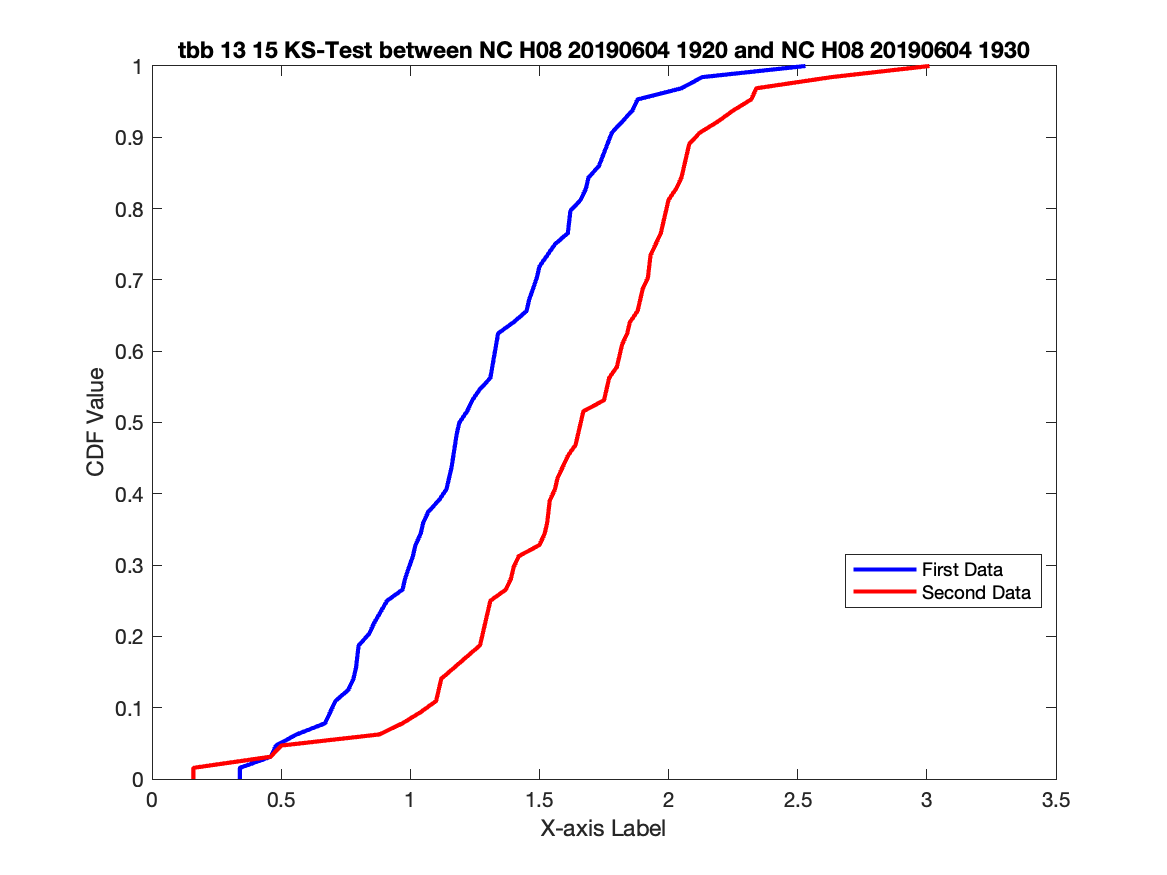 tbb 13 15 KS-Test between NC H08 20190604 1920 and NC H08 20190604 1930
1
0.9
0.8
0.7
0.6
0.5
0.4
0.3
0.2
0.1
0
CDF Value
First Data
Second Data
0 0.5 1 1.5 2 2.5 3 3.5
X-axis Label